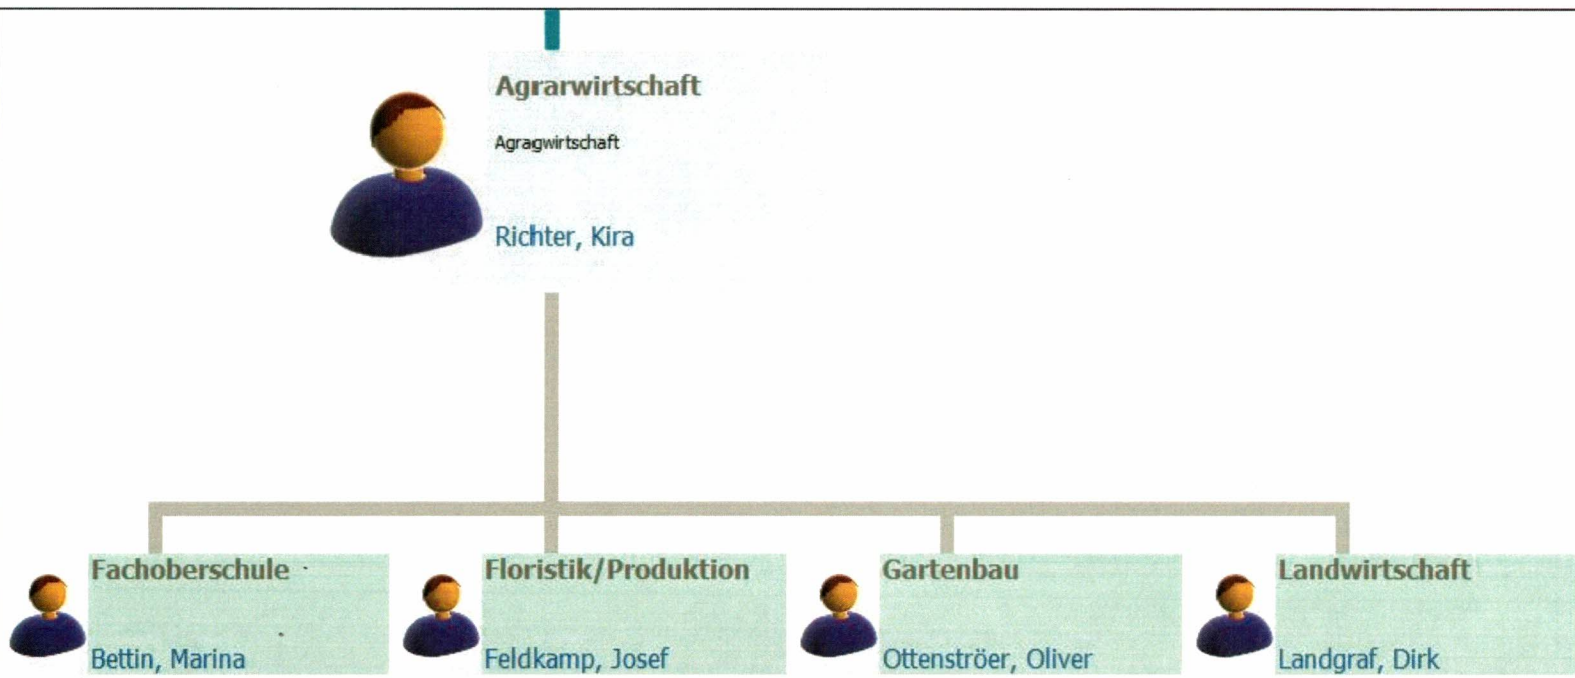 Agrarwirtschaft
Agragwirtschaft
Richter, Kira
Fachoberschule
Bettin, Marina
Floristik/Produktion
Feldkamp, Josef
Gartenbau
Ottenströer, Oliver
Landwirtschaft
Landgraf, Dirk